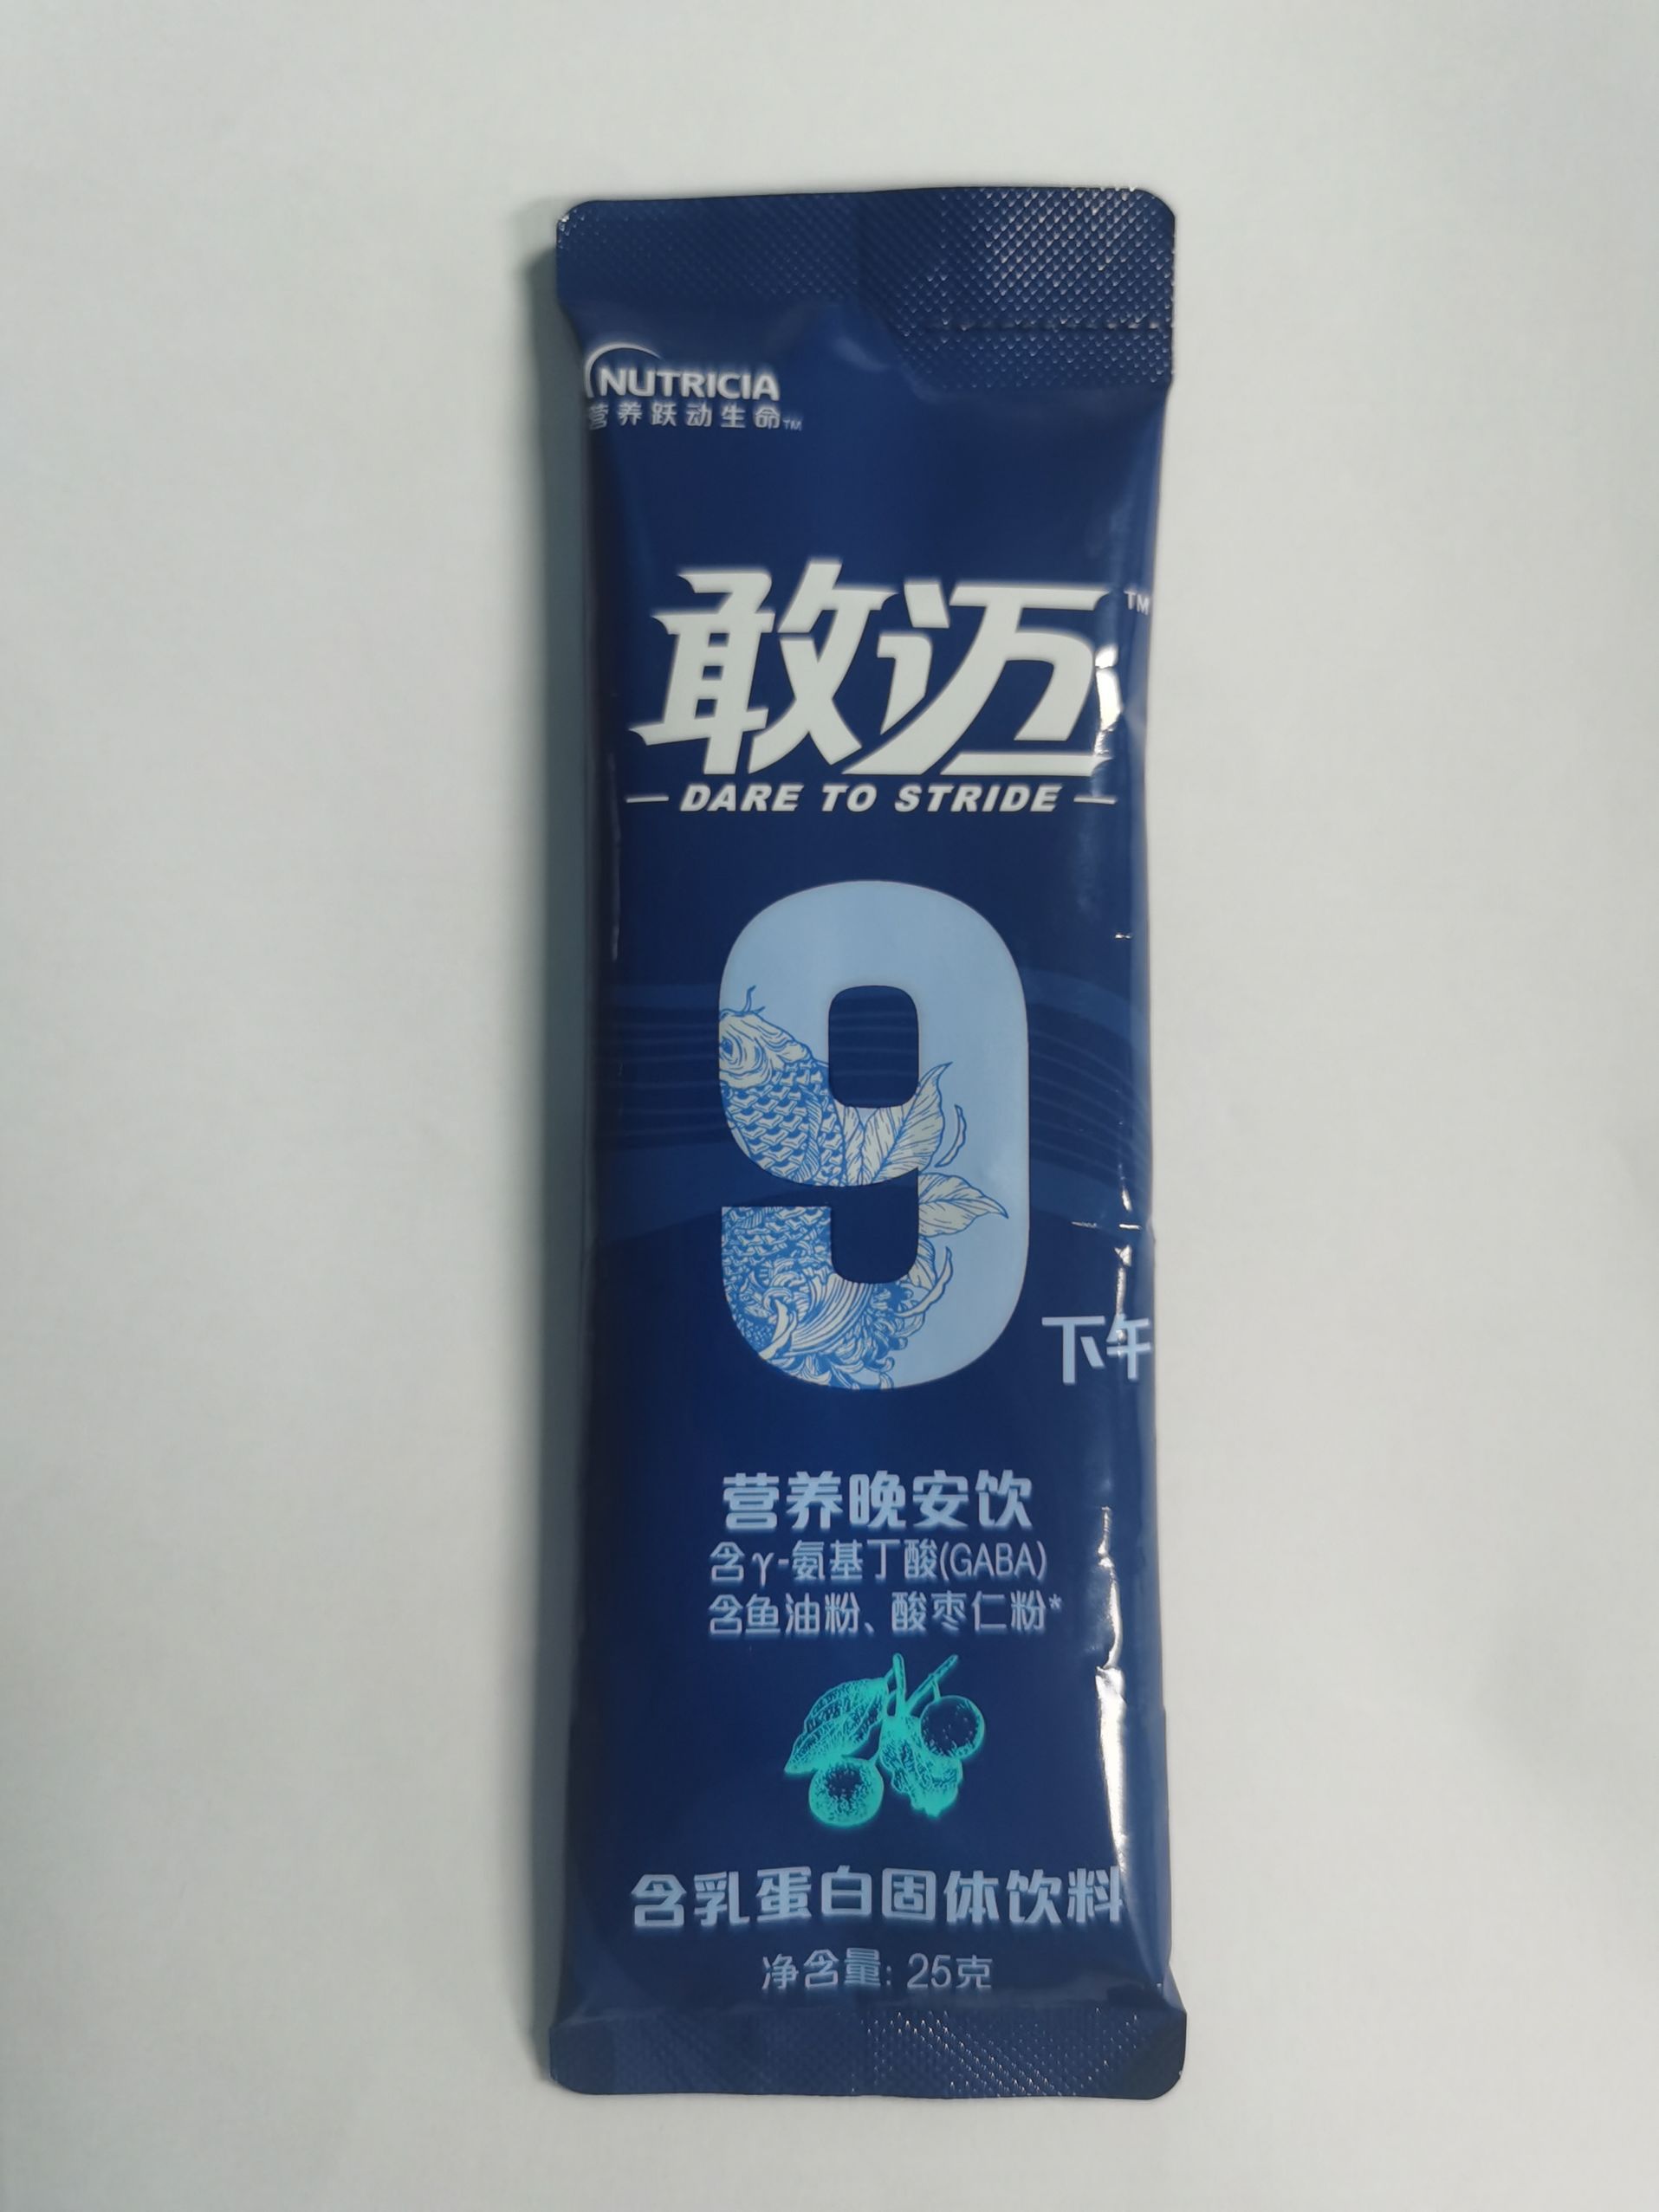 NUTRICIA
营养跃动生命TM
敢迈TM
DARE TO STRIDE
9
下午
营养晚安饮
含γ-氨基丁酸(GABA)
含鱼油粉、酸枣仁粉*
含乳蛋白固体饮料
净含量: 25克